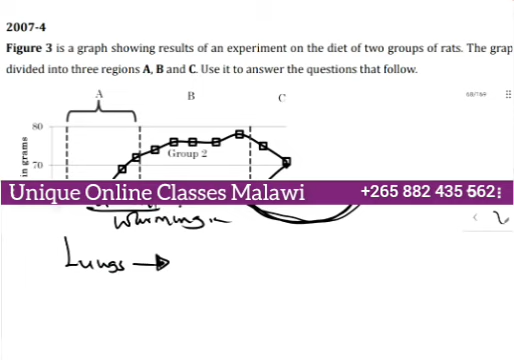 2007-4
Figure 3 is a graph showing results of an experiment on the diet of two groups of rats. The grap
divided into three regions A, B and C. Use it to answer the questions that follow.
A B C
80
Group 2
70
in grams
Unique Online Classes Malawi +265 882 435 662
Warming
Lungs →